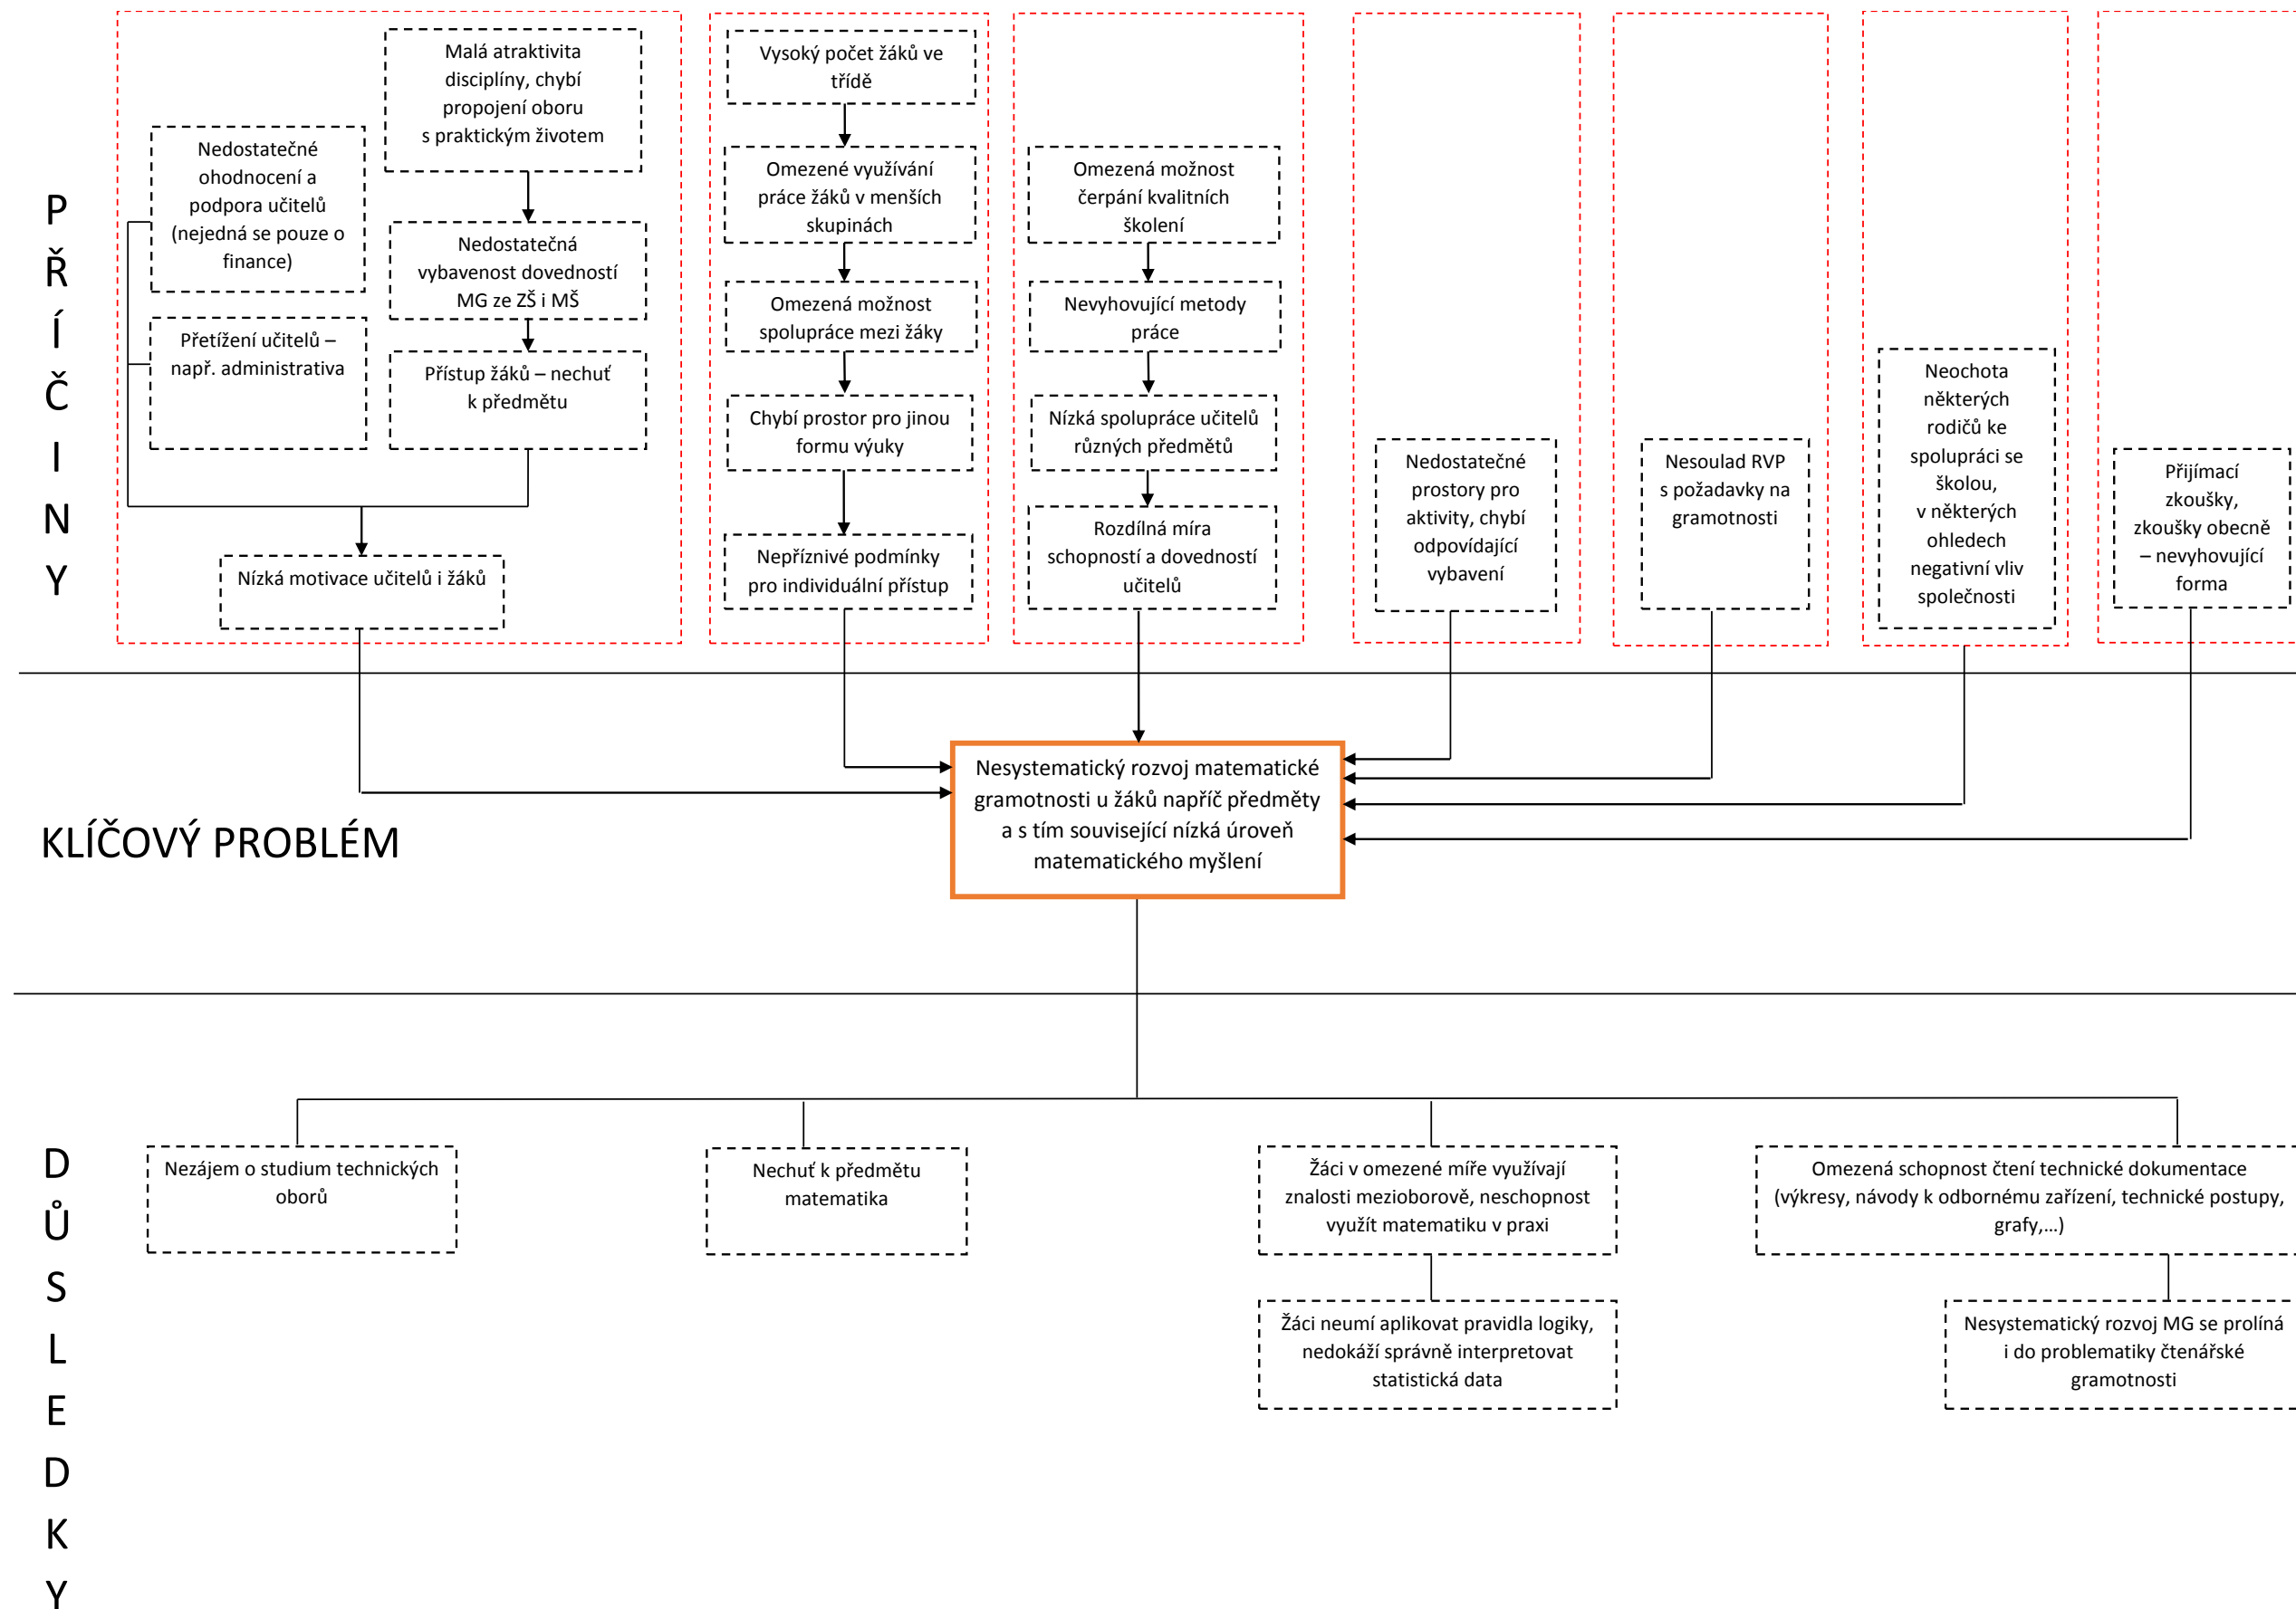 PŘÍČINY
Nedostatečné
ohodnocení a
podpora učitelů
(nejedná se pouze o
finance)
Přetížení učitelů –
např. administrativa
Malá atraktivita
disciplíny, chybí
propojení oboru
s praktickým životem
Nedostatečná
vybavenost dovedností
MG ze ZŠ i MŠ
Přístup žáků – nechuť
k předmětu
Nízká motivace učitelů i žáků
Vysoký počet žáků ve
třídě
Omezené využívání
práce žáků v menších
skupinách
Omezená možnost
spolupráce mezi žáky
Chybí prostor pro jinou
formu výuky
Nepříznivé podmínky
pro individuální přístup
Omezená možnost
čerpání kvalitních
školení
Nevyhovující metody
práce
Nízká spolupráce učitelů
různých předmětů
Rozdílná míra
schopností a dovedností
učitelů
Nedostatečné
prostory pro
aktivity, chybí
odpovídající
vybavení
Nesoulad RVP
s požadavky na
gramotnosti
Neochota
některých
rodičů ke
spolupráci se
školou,
v některých
ohledech
negativní vliv
společnosti
Přijímací
zkoušky,
zkoušky obecně
– nevyhovující
forma
KLÍČOVÝ PROBLÉM
Nesystematický rozvoj matematické
gramotnosti u žáků napříč předměty
a s tím související nízká úroveň
matematického myšlení
DŮSLEDKY
Nezájem o studium technických
oborů
Nechuť k předmětu
matematika
Žáci v omezené míře využívají
znalosti mezioborově, neschopnost
využít matematiku v praxi
Žáci neumí aplikovat pravidla logiky,
nedokáží správně interpretovat
statistická data
Omezená schopnost čtení technické dokumentace
(výkresy, návody k odbornému zařízení, technické postupy,
grafy,…)
Nesystematický rozvoj MG se prolíná
i do problematiky čtenářské
gramotnosti